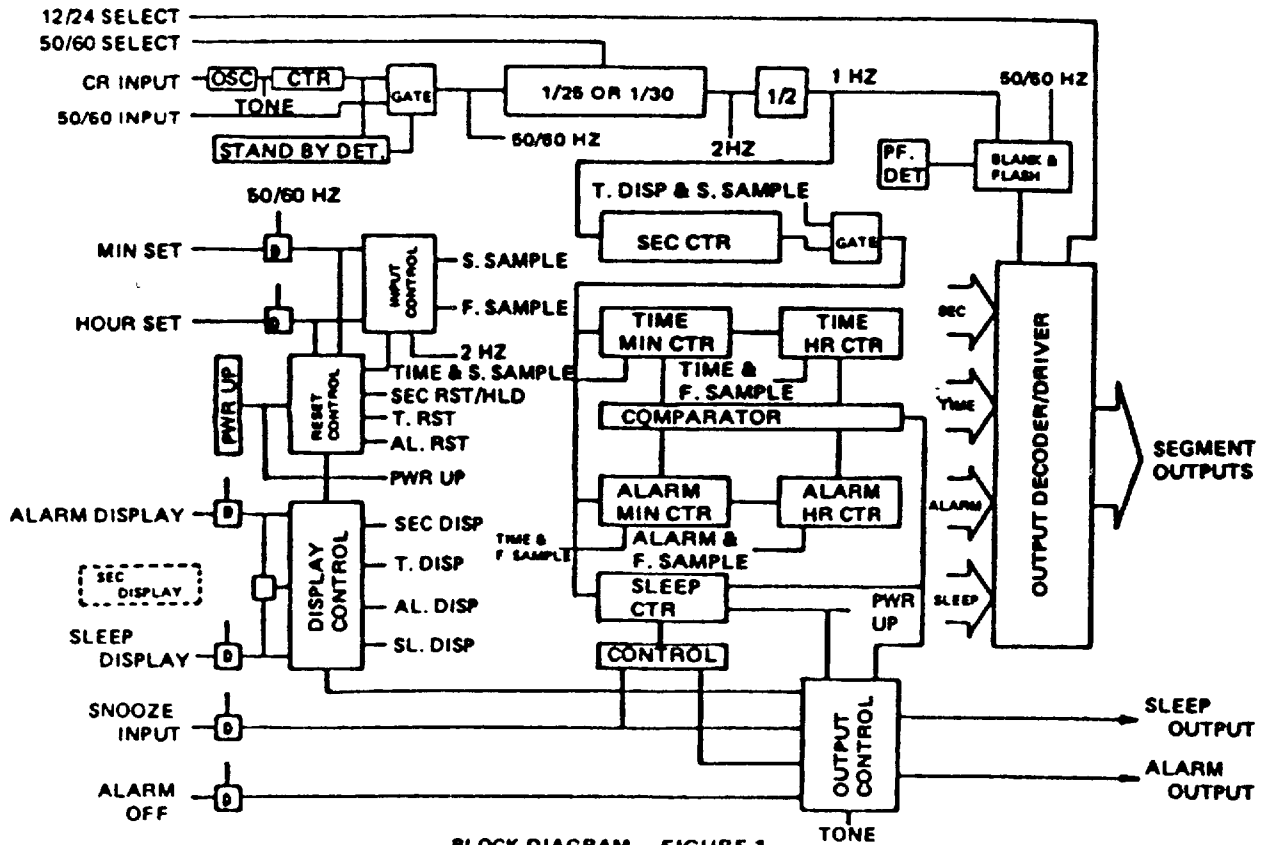 12/24 SELECT
50/60 SELECT
CR INPUT
OSC
CTR
TONE
50/60 INPUT
GATE
STAND BY DET.
50/60 HZ
1/25 OR 1/30
2HZ
1/2
1 HZ
50/60 HZ
PF. DET
BLANK & FLASH
50/60 HZ
MIN SET
D
HOUR SET
D
INPUT CONTROL
S. SAMPLE
F. SAMPLE
2 HZ
PWR UP
RESET CONTROL
TIME & S. SAMPLE
SEC RST/HLD
T. RST
AL. RST
PWR UP
T. DISP & S. SAMPLE
SEC CTR
GATE
TIME MIN CTR
TIME HR CTR
TIME & F. SAMPLE
COMPARATOR
ALARM MIN CTR
ALARM HR CTR
TIME & F SAMPLE
ALARM & F. SAMPLE
SLEEP CTR
PWR UP
CONTROL
ALARM DISPLAY
D
SEC DISPLAY
SLEEP DISPLAY
D
DISPLAY CONTROL
SEC DISP
T. DISP
AL. DISP
SL. DISP
SNOOZE INPUT
D
ALARM OFF
D
OUTPUT CONTROL
TONE
SEC
TIME
ALARM
SLEEP
OUTPUT DECODER/DRIVER
SEGMENT OUTPUTS
SLEEP OUTPUT
ALARM OUTPUT
BLOCK DIAGRAM FIGURE 1